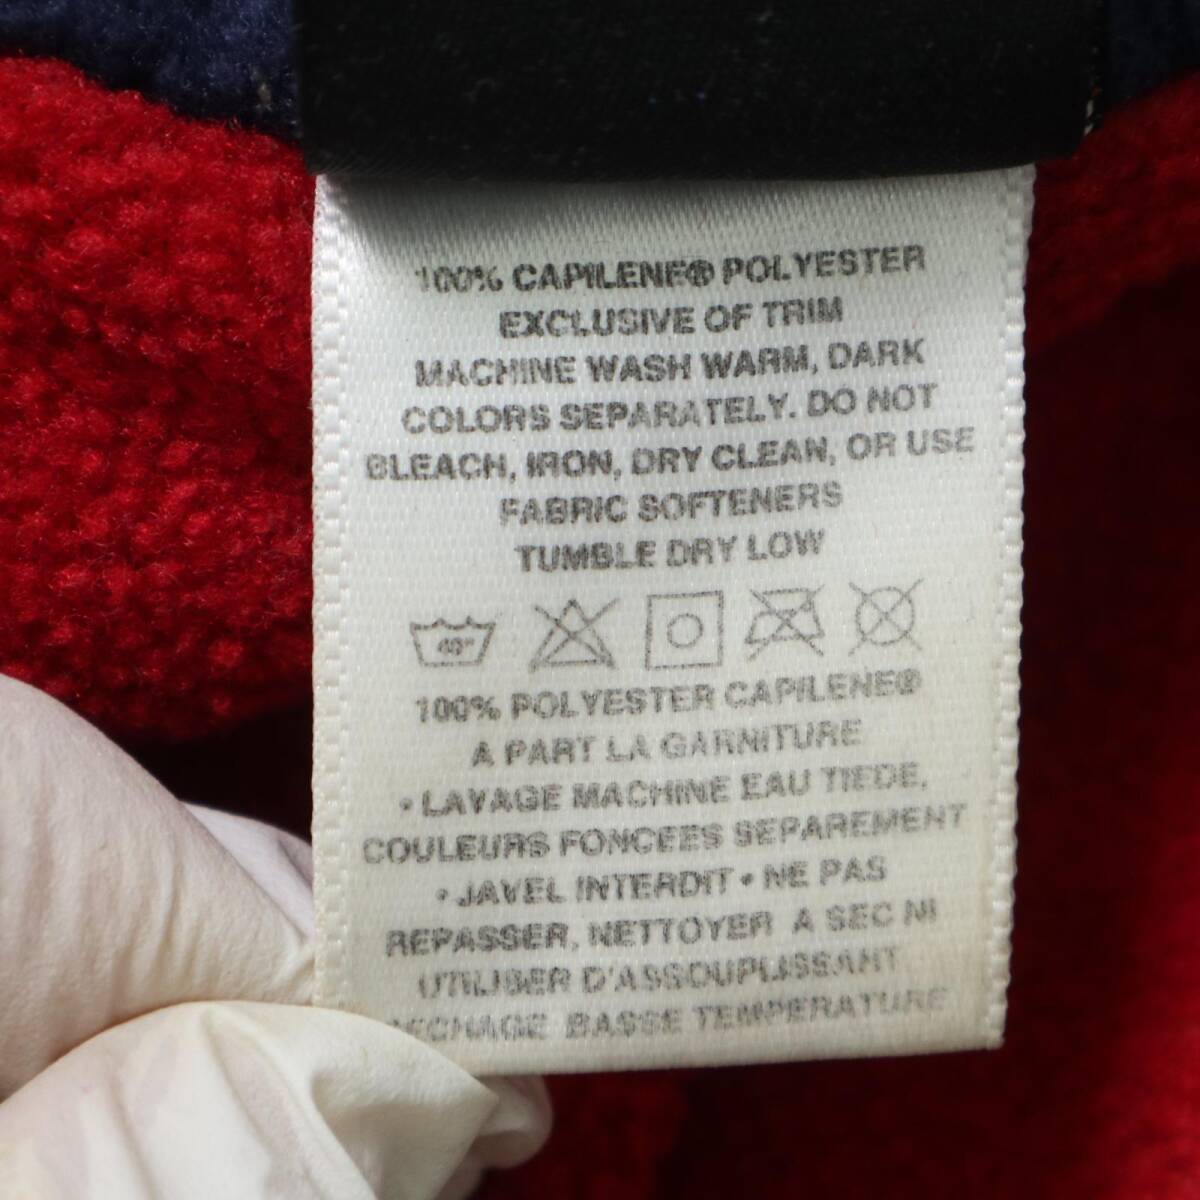 100% CAPILENE® POLYESTER
EXCLUSIVE OF TRIM
MACHINE WASH WARM, DARK
COLORS SEPARATELY. DO NOT
BLEACH, IRON, DRY CLEAN, OR USE
FABRIC SOFTENERS
TUMBLE DRY LOW
40°
100% POLYESTER CAPILENE®
A PART LA GARNITURE
• LAVAGE MACHINE EAU TIEDE,
COULEURS FONCEES SEPAREMENT
• JAVEL INTERDIT • NE PAS
REPASSER, NETTOYER A SEC NI
UTILISER D'ASSOUPLISSANT
SECHAGE BASSE TEMPERATURE